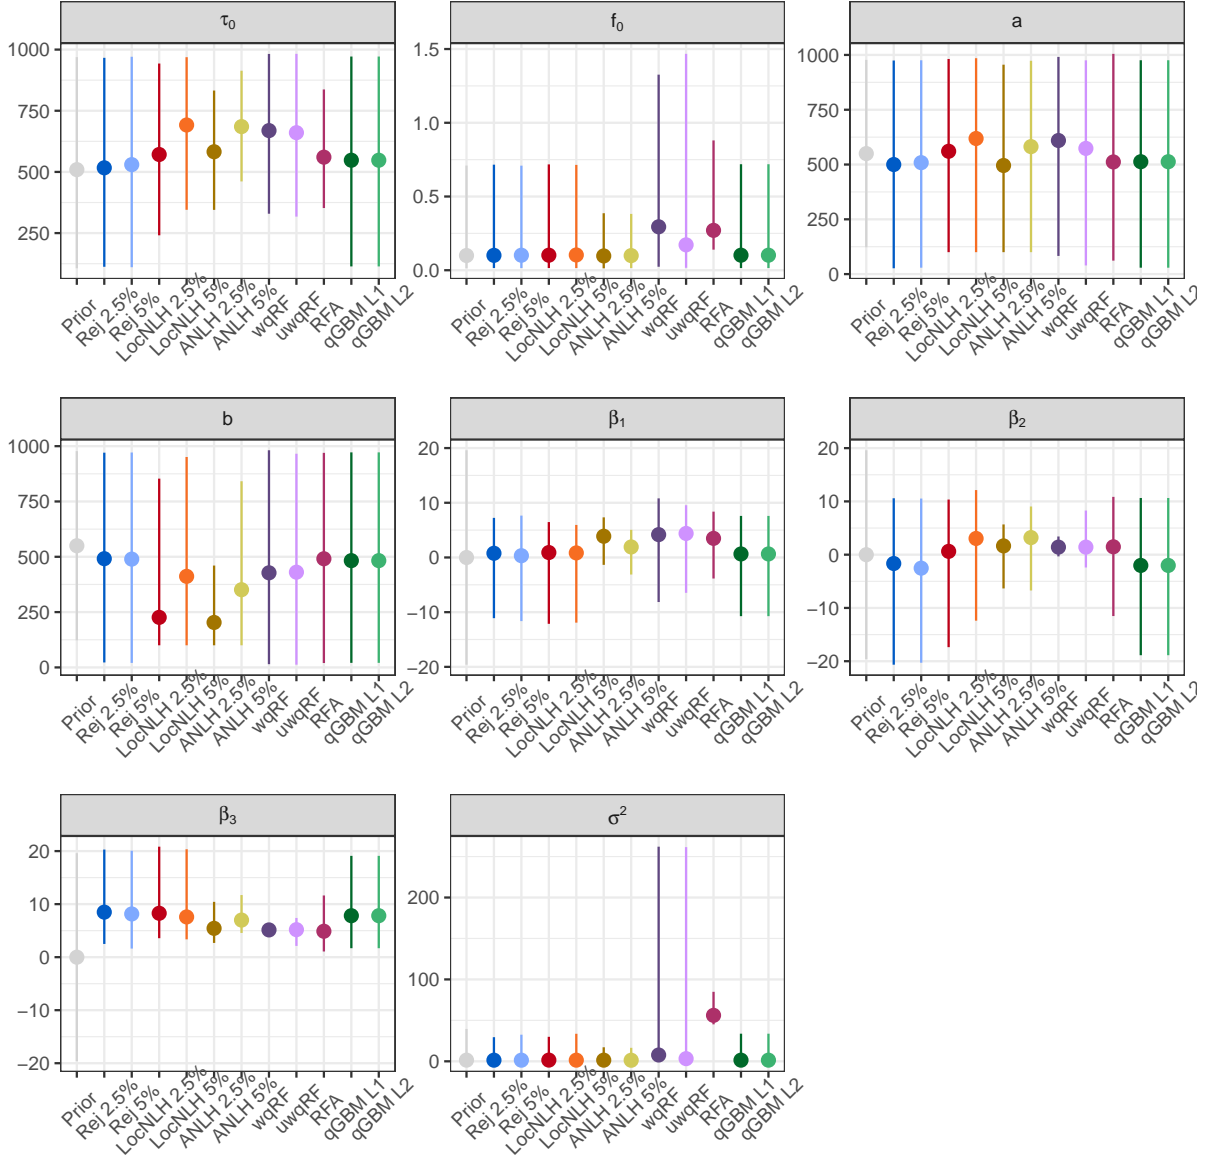 τ₀
1000
750
500
250
Prior
Rej 2.5%
Rej 5%
LocNLH 2.5%
LocNLH 5%
ANLH 2.5%
ANLH 5%
wqRF
uwqRF
RFA
qGBM L1
qGBM L2
f₀
1.5
1.0
0.5
0.0
Prior
Rej 2.5%
Rej 5%
LocNLH 2.5%
LocNLH 5%
ANLH 2.5%
ANLH 5%
wqRF
uwqRF
RFA
qGBM L1
qGBM L2
a
1000
750
500
250
0
Prior
Rej 2.5%
Rej 5%
LocNLH 2.5%
LocNLH 5%
ANLH 2.5%
ANLH 5%
wqRF
uwqRF
RFA
qGBM L1
qGBM L2
b
1000
750
500
250
0
Prior
Rej 2.5%
Rej 5%
LocNLH 2.5%
LocNLH 5%
ANLH 2.5%
ANLH 5%
wqRF
uwqRF
RFA
qGBM L1
qGBM L2
β₁
20
10
0
−10
−20
Prior
Rej 2.5%
Rej 5%
LocNLH 2.5%
LocNLH 5%
ANLH 2.5%
ANLH 5%
wqRF
uwqRF
RFA
qGBM L1
qGBM L2
β₂
20
10
0
−10
−20
Prior
Rej 2.5%
Rej 5%
LocNLH 2.5%
LocNLH 5%
ANLH 2.5%
ANLH 5%
wqRF
uwqRF
RFA
qGBM L1
qGBM L2
β₃
20
10
0
−10
−20
Prior
Rej 2.5%
Rej 5%
LocNLH 2.5%
LocNLH 5%
ANLH 2.5%
ANLH 5%
wqRF
uwqRF
RFA
qGBM L1
qGBM L2
σ²
200
100
0
Prior
Rej 2.5%
Rej 5%
LocNLH 2.5%
LocNLH 5%
ANLH 2.5%
ANLH 5%
wqRF
uwqRF
RFA
qGBM L1
qGBM L2